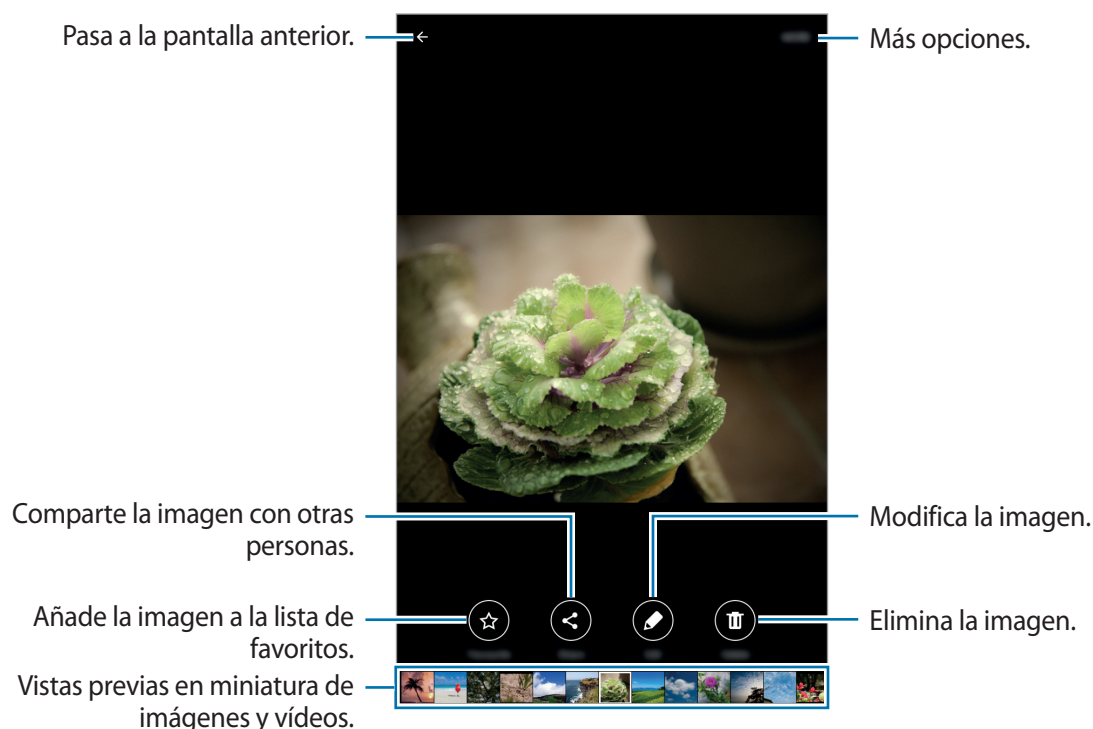 Pasa a la pantalla anterior.
Más opciones.
Comparte la imagen con otras
personas.
Modifica la imagen.
Añade la imagen a la lista de
favoritos.
Elimina la imagen.
Vistas previas en miniatura de
imágenes y vídeos.